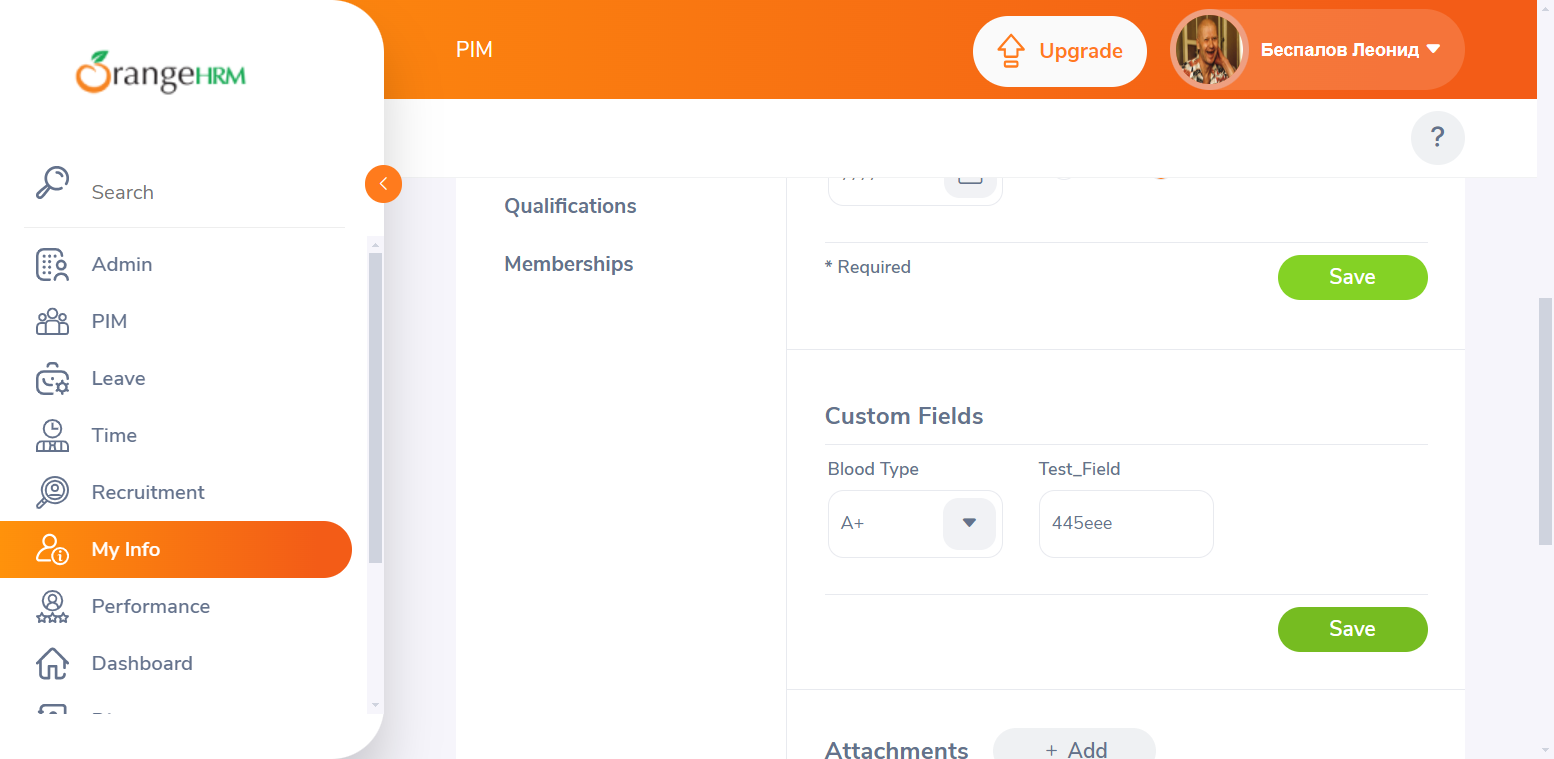 OrangeHRM
PIM
Upgrade
Беспалов Леонид
?
Search
Admin
PIM
Leave
Time
Recruitment
My Info
Performance
Dashboard
Qualifications
Memberships
* Required
Save
Custom Fields
Blood Type
Test_Field
A+
445eee
Save
Attachments
+ Add